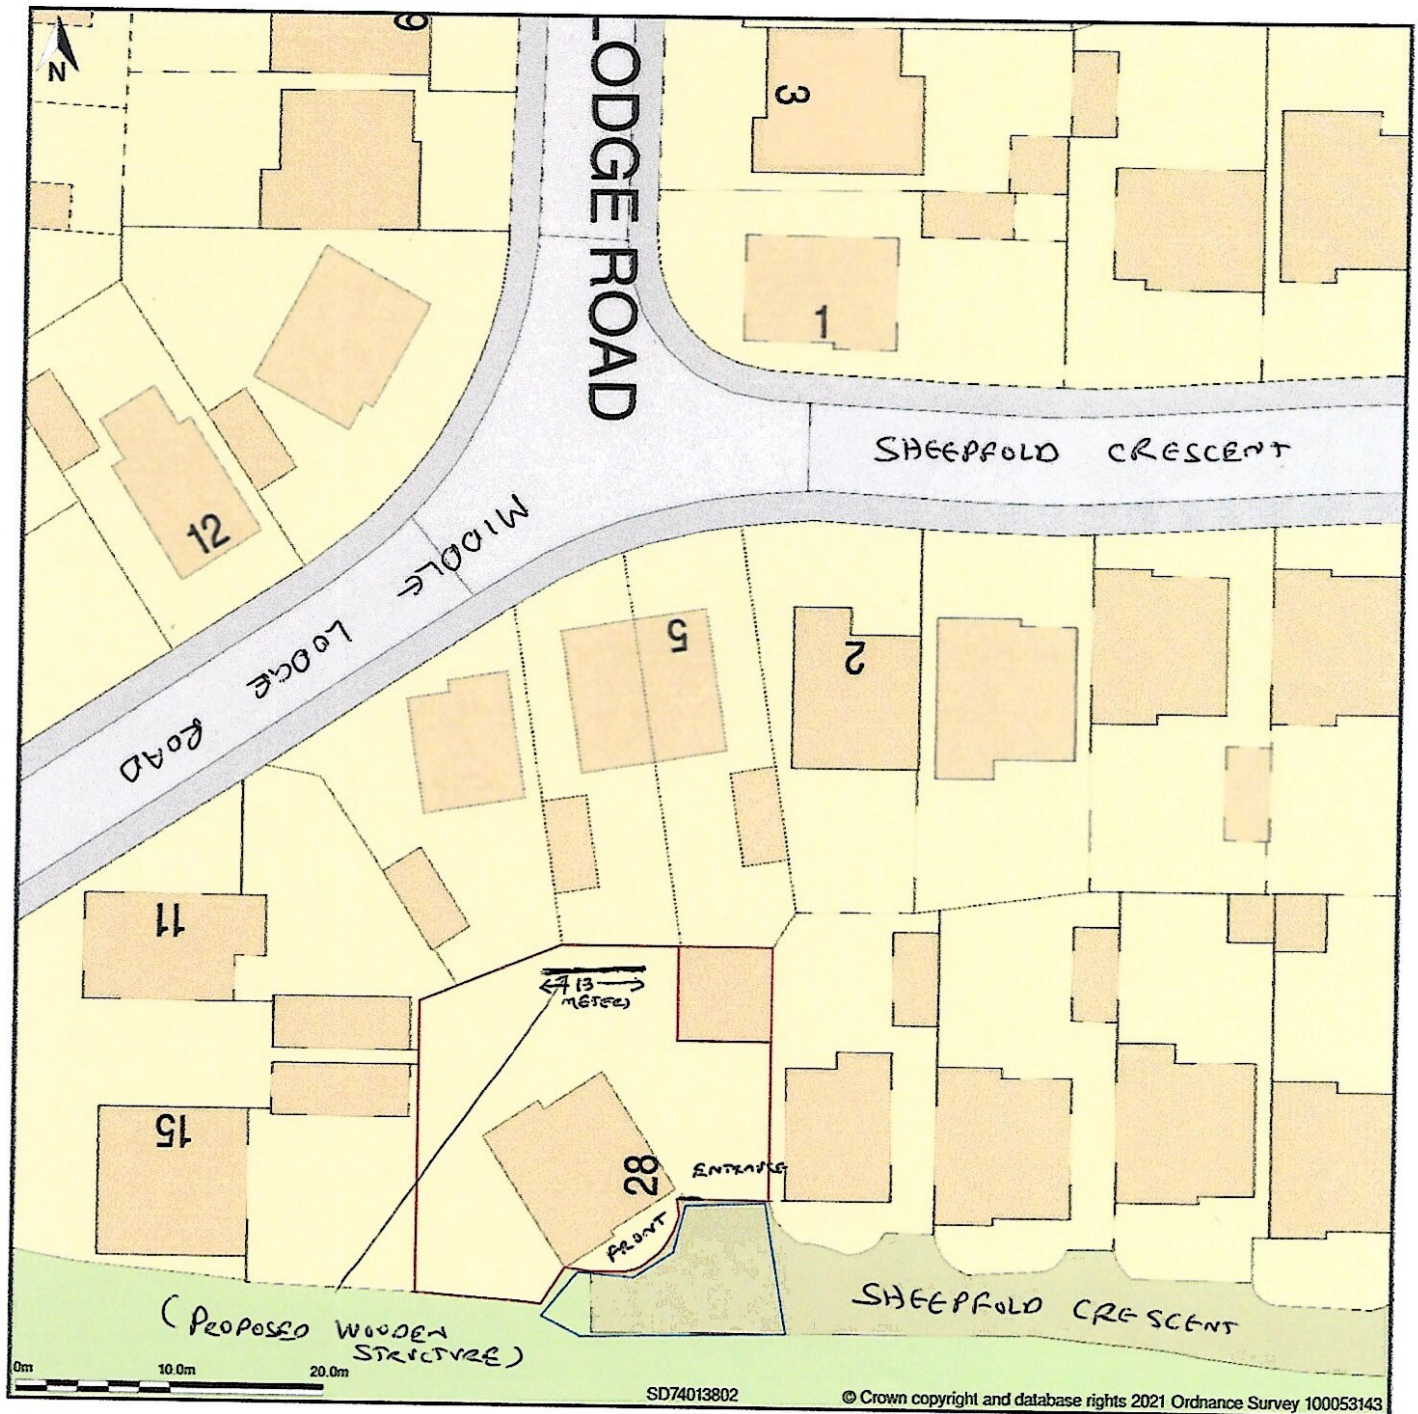 N
9
LODGE ROAD
3
1
SHEEPFOLD CRESCENT
12
MIDDLE
LODGE
ROAD
5
2
11
13
METERS
15
28
ENTRANCE
FRONT
(PROPOSED WOODEN
STRUCTURE)
SHEEPFOLD CRESCENT
0m 10.0m 20.0m
SD74013802
© Crown copyright and database rights 2021 Ordnance Survey 100053143